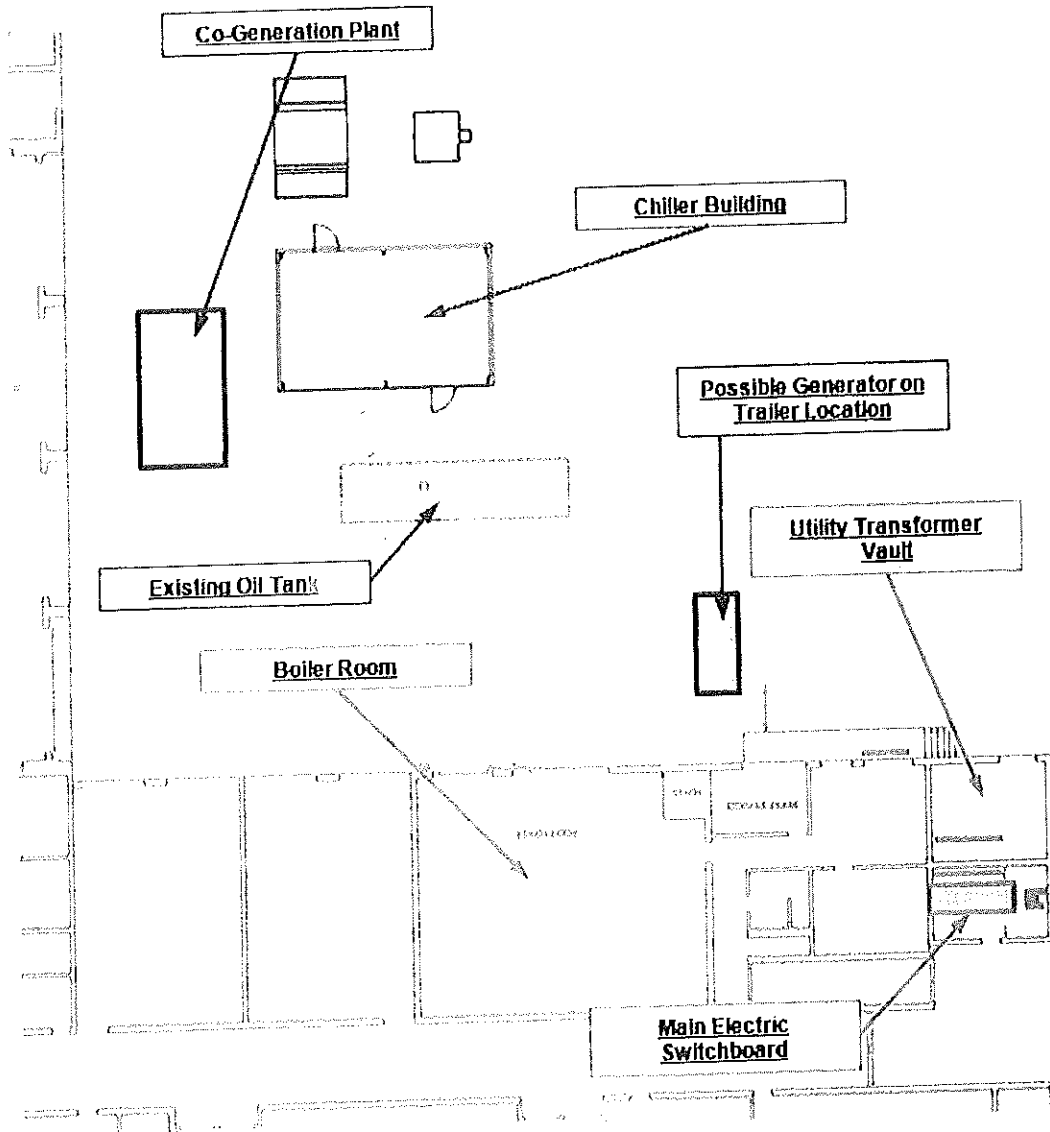 Co-Generation Plant
Chiller Building
Possible Generator on
Trailer Location
Utility Transformer
Vault
Existing Oil Tank
Boiler Room
Main Electric
Switchboard